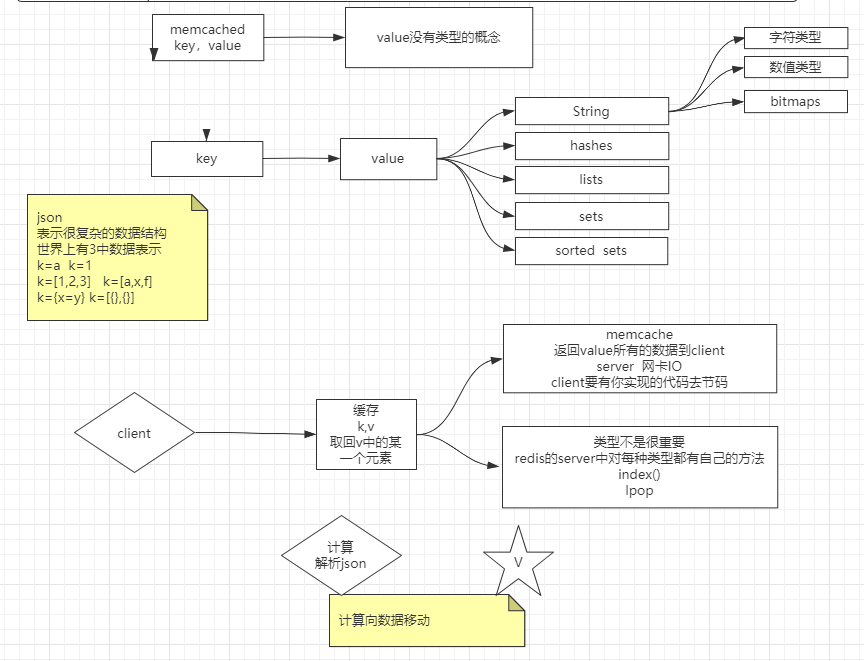 memcached
key，value
value没有类型的概念
字符类型
数值类型
bitmaps
String
hashes
lists
sets
sorted sets
key
value
json
表示很复杂的数据结构
世界上有3中数据表示
k=a k=1
k=[1,2,3] k=[a,x,f]
k={x=y} k=[{},{}]
client
缓存
k,v
取回v中的某
一个元素
memcache
返回value所有的数据到client
server 网卡IO
client要有你实现的代码去节码
类型不是很重要
redis的server中对每种类型都有自己的方法
index()
lpop
计算
解析json
V
计算向数据移动